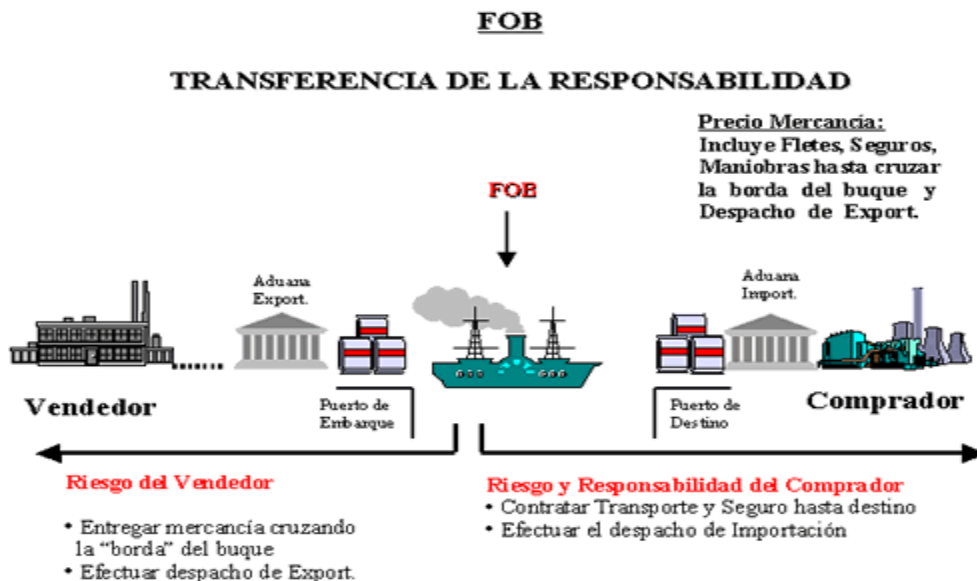 FOB
TRANSFERENCIA DE LA RESPONSABILIDAD
Precio Mercancía:
Incluye Fletes, Seguros,
Maniobras hasta cruzar
la borda del buque y
Despacho de Export.
FOB
Aduana
Export.
Aduana
Import.
Vendedor
Puerto de
Embarque
Puerto de
Destino
Comprador
Riesgo del Vendedor
• Entregar mercancía cruzando
la "borda" del buque
• Efectuar despacho de Export.
Riesgo y Responsabilidad del Comprador
• Contratar Transporte y Seguro hasta destino
• Efectuar el despacho de Importación